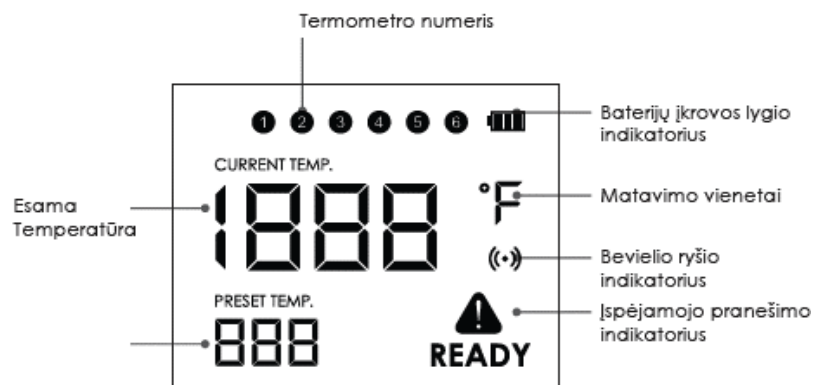 Termometro numeris
1 2 3 4 5 6
Baterijų įkrovos lygio
indikatorius
CURRENT TEMP.
Esama
Temperatūra
1888
°F
Matavimo vienetai
Bevielio ryšio
indikatorius
PRESET TEMP.
888
READY
Įspėjamojo pranešimo
indikatorius